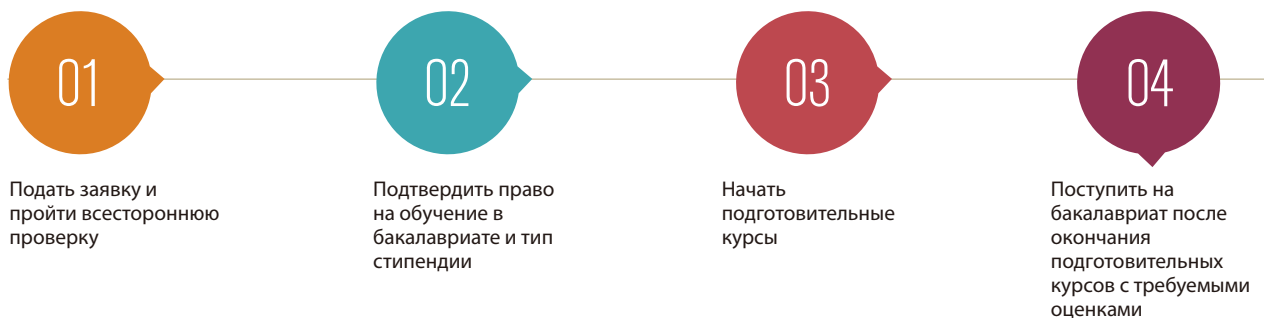 01
Подать заявку и
пройти всестороннюю
проверку
02
Подтвердить право
на обучение в
бакалавриате и тип
стипендии
03
Начать
подготовительные
курсы
04
Поступить на
бакалавриат после
окончания
подготовительных
курсов с требуемыми
оценками